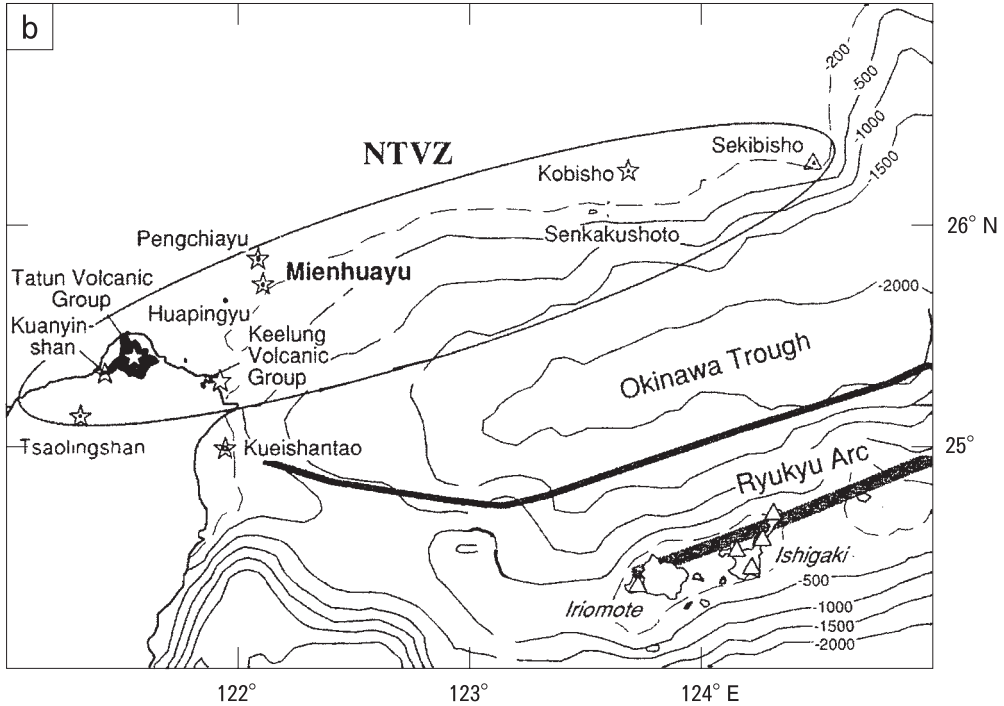 b
-200
-500
-1000
-1500
NTVZ
Sekibisho
Kobisho
Senkakushoto
26° N
Pengchiayu
Mienhuayu
Tatun Volcanic
Group
Huapingyu
Kuanyin-
shan
Keelung
Volcanic
Group
-2000
Okinawa Trough
Tsaolingshan
Kueishantao
25°
Ryukyu Arc
Ishigaki
Iriomote
-500
-1000
-1500
-2000
122°
123°
124° E